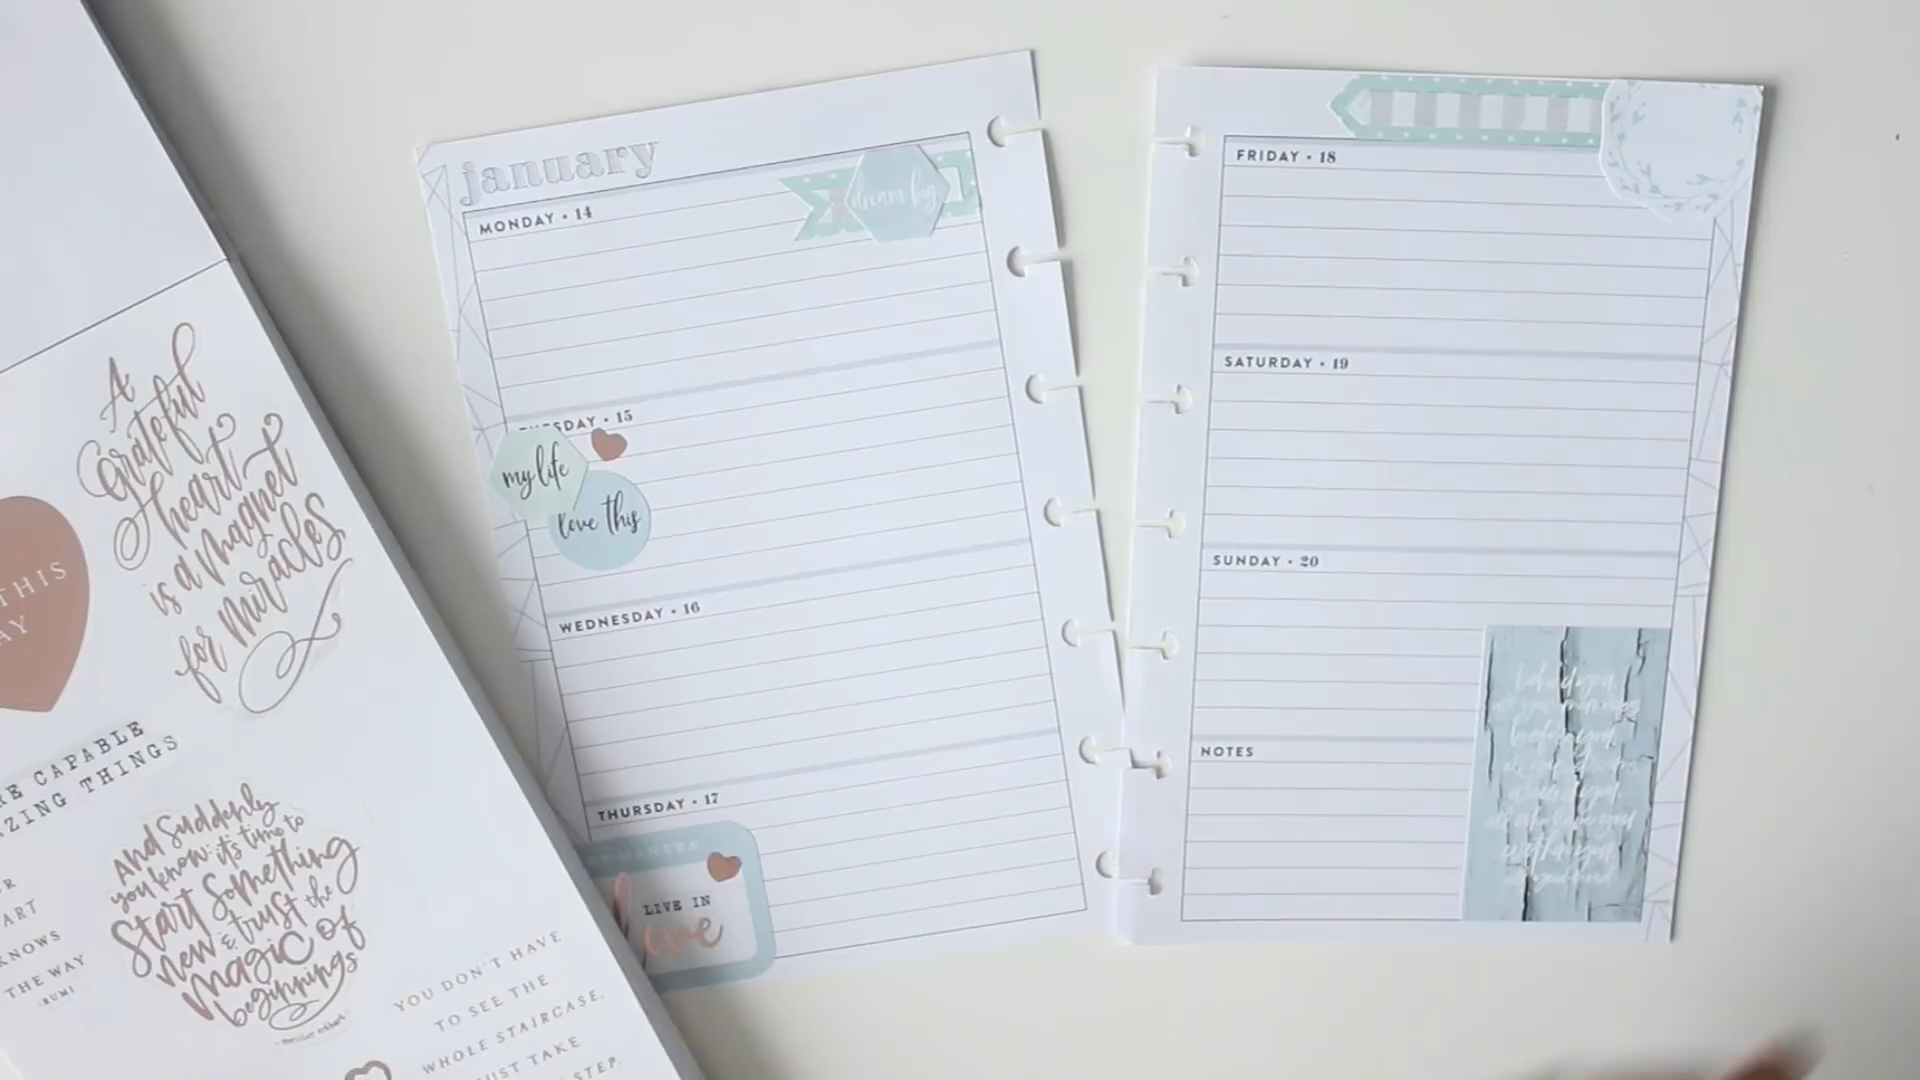 A
Grateful
heart
is a Magnet
for Miracles
THIS
AY
RE CAPABLE
ZING THINGS
And suddenly
you know: it's time to
Start Something
new & trust the
magic of
beginnings
ART
KNOWS
THE WAY
-RUMI
YOU DON'T HAVE
TO SEE THE
WHOLE STAIRCASE,
UST TAKE
STEP.
january
MONDAY • 14
dream big
SDAY • 15
my life
love this
WEDNESDAY • 16
THURSDAY • 17
LIVE IN
love
FRIDAY • 18
SATURDAY • 19
SUNDAY • 20
NOTES